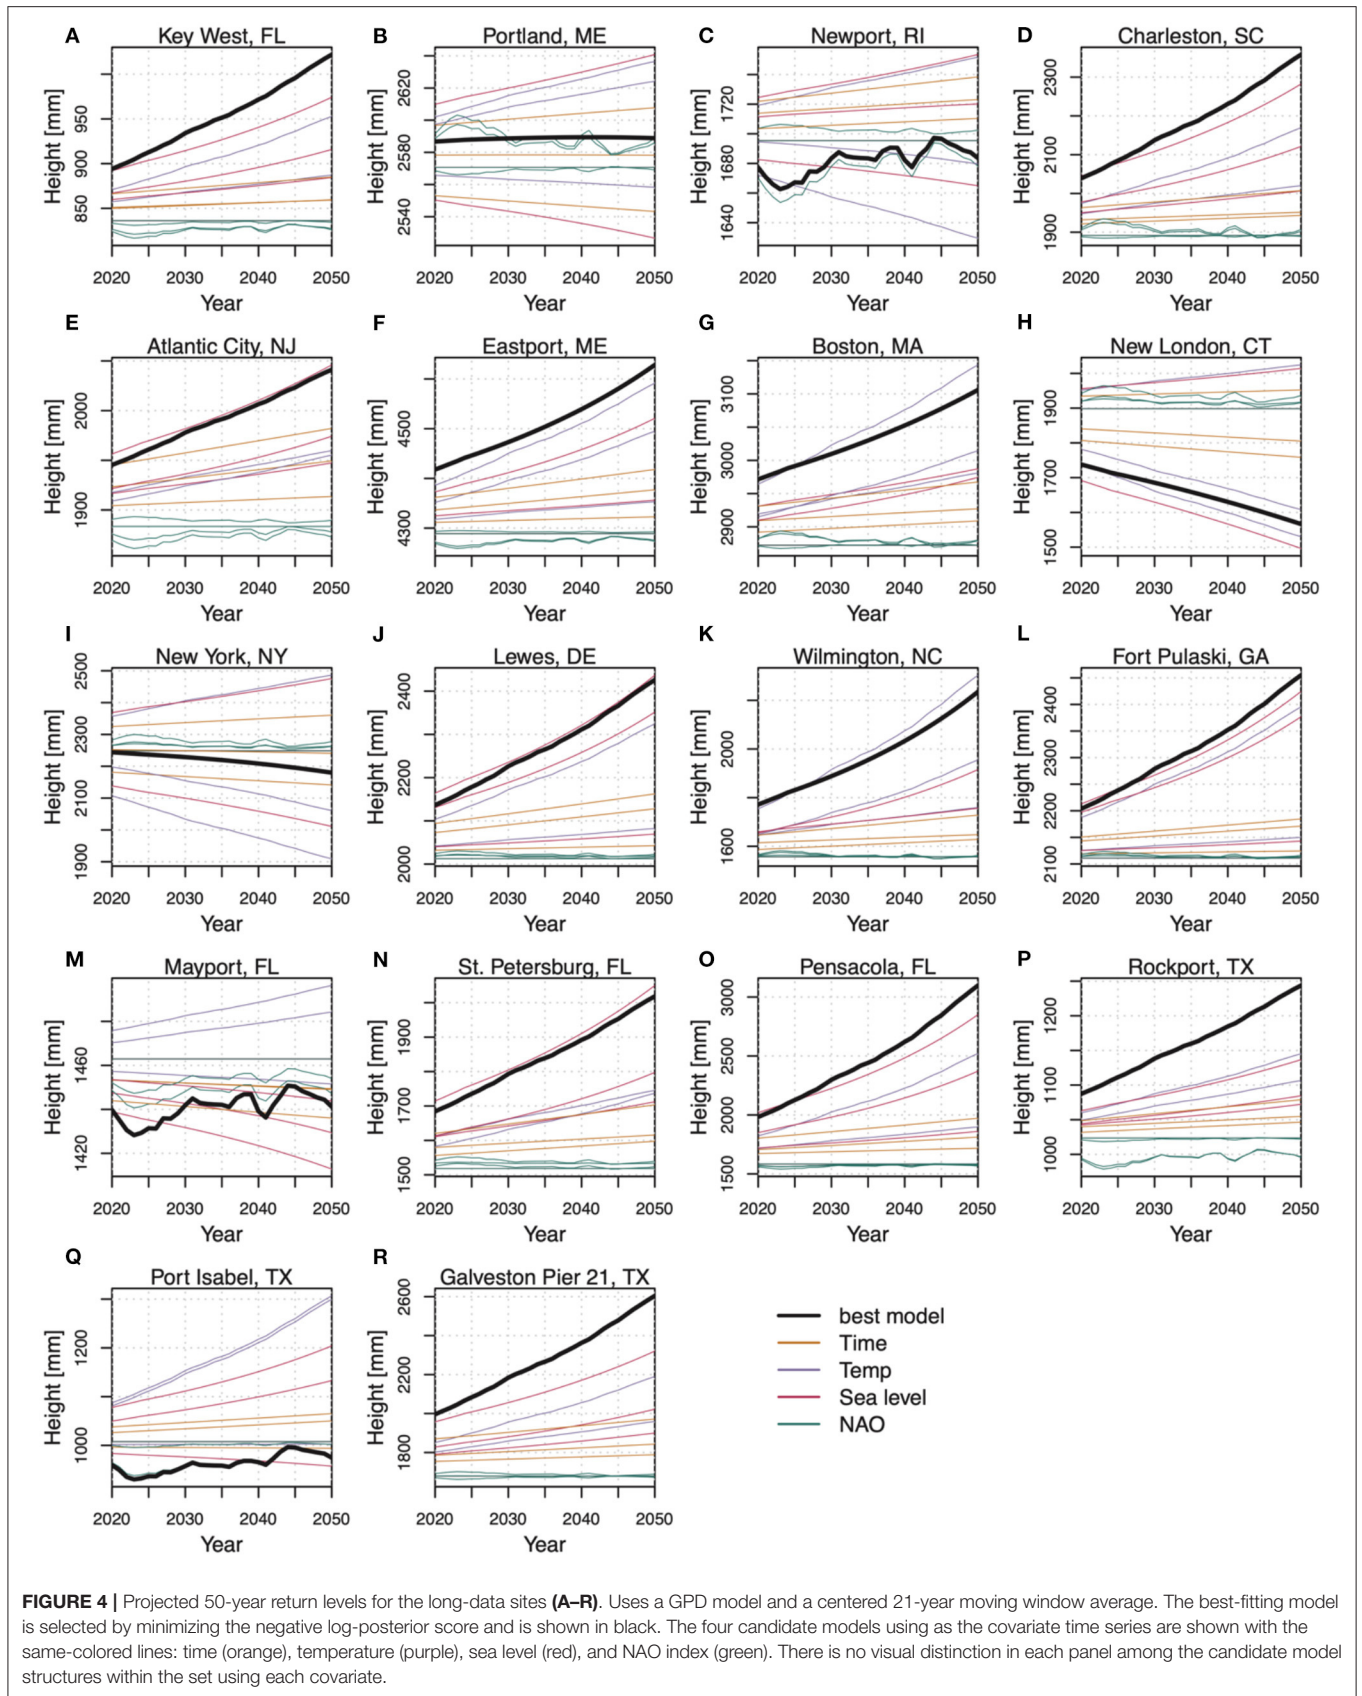 A B C D
Key West, FL Portland, ME Newport, RI Charleston, SC
Height [mm] 850 900 950
Height [mm] 2540 2580 2620
Height [mm] 1640 1680 1720
Height [mm] 1900 2100 2300
2020 2030 2040 2050 2020 2030 2040 2050 2020 2030 2040 2050 2020 2030 2040 2050
Year Year Year Year
E F G H
Atlantic City, NJ Eastport, ME Boston, MA New London, CT
Height [mm] 1900 2000
Height [mm] 4300 4500
Height [mm] 2900 3000 3100
Height [mm] 1500 1700 1900
2020 2030 2040 2050 2020 2030 2040 2050 2020 2030 2040 2050 2020 2030 2040 2050
Year Year Year Year
I J K L
New York, NY Lewes, DE Wilmington, NC Fort Pulaski, GA
Height [mm] 1900 2100 2300 2500
Height [mm] 2000 2200 2400
Height [mm] 1600 2000
Height [mm] 2100 2200 2300 2400
2020 2030 2040 2050 2020 2030 2040 2050 2020 2030 2040 2050 2020 2030 2040 2050
Year Year Year Year
M N O P
Mayport, FL St. Petersburg, FL Pensacola, FL Rockport, TX
Height [mm] 1420 1460
Height [mm] 1500 1700 1900
Height [mm] 1500 2000 2500 3000
Height [mm] 1000 1100 1200
2020 2030 2040 2050 2020 2030 2040 2050 2020 2030 2040 2050 2020 2030 2040 2050
Year Year Year Year
Q R
Port Isabel, TX Galveston Pier 21, TX
Height [mm] 1000 1200
Height [mm] 1800 2200 2600
2020 2030 2040 2050 2020 2030 2040 2050
Year Year
best model
Time
Temp
Sea level
NAO
FIGURE 4 | Projected 50-year return levels for the long-data sites (A–R). Uses a GPD model and a centered 21-year moving window average. The best-fitting model
is selected by minimizing the negative log-posterior score and is shown in black. The four candidate models using as the covariate time series are shown with the
same-colored lines: time (orange), temperature (purple), sea level (red), and NAO index (green). There is no visual distinction in each panel among the candidate model
structures within the set using each covariate.